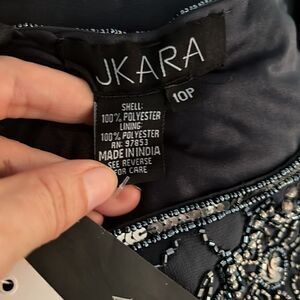 JKARA
10P
SHELL:
100% POLYESTER
LINING:
100% POLYESTER
RN: 97853
MADE IN INDIA
SEE REVERSE
FOR CARE